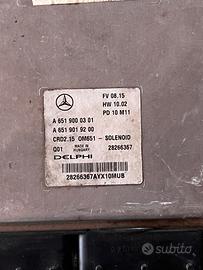 FV 08.15
HW 10.02
PD 10 M11
A 651 900 03 01
A 651 901 92 00
CRD2.15 OM651 - SOLENOID
Q01
MADE IN
HUNGARY
28266367
DELPHI
28266367AYX10MUB
subito